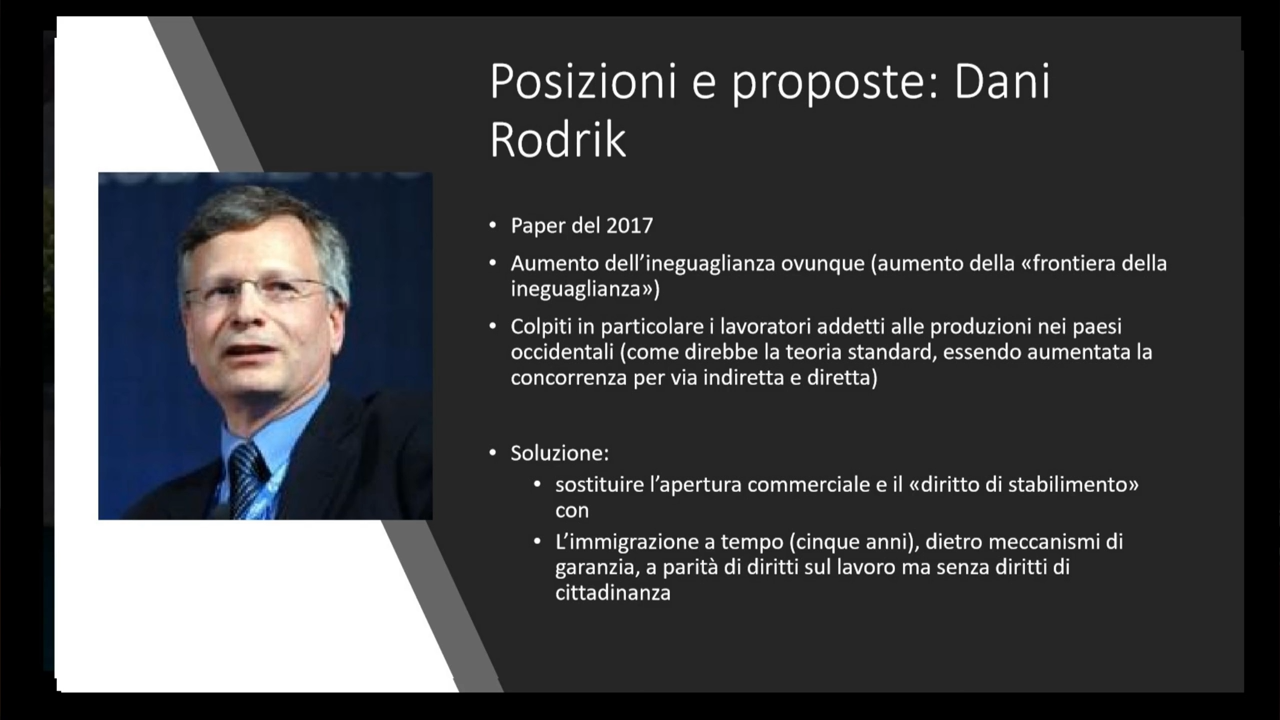 Posizioni e proposte: Dani
Rodrik
• Paper del 2017
• Aumento dell’ineguaglianza ovunque (aumento della «frontiera della
ineguaglianza»)
• Colpiti in particolare i lavoratori addetti alle produzioni nei paesi
occidentali (come direbbe la teoria standard, essendo aumentata la
concorrenza per via indiretta e diretta)
• Soluzione:
• sostituire l’apertura commerciale e il «diritto di stabilimento»
con
• L’immigrazione a tempo (cinque anni), dietro meccanismi di
garanzia, a parità di diritti sul lavoro ma senza diritti di
cittadinanza